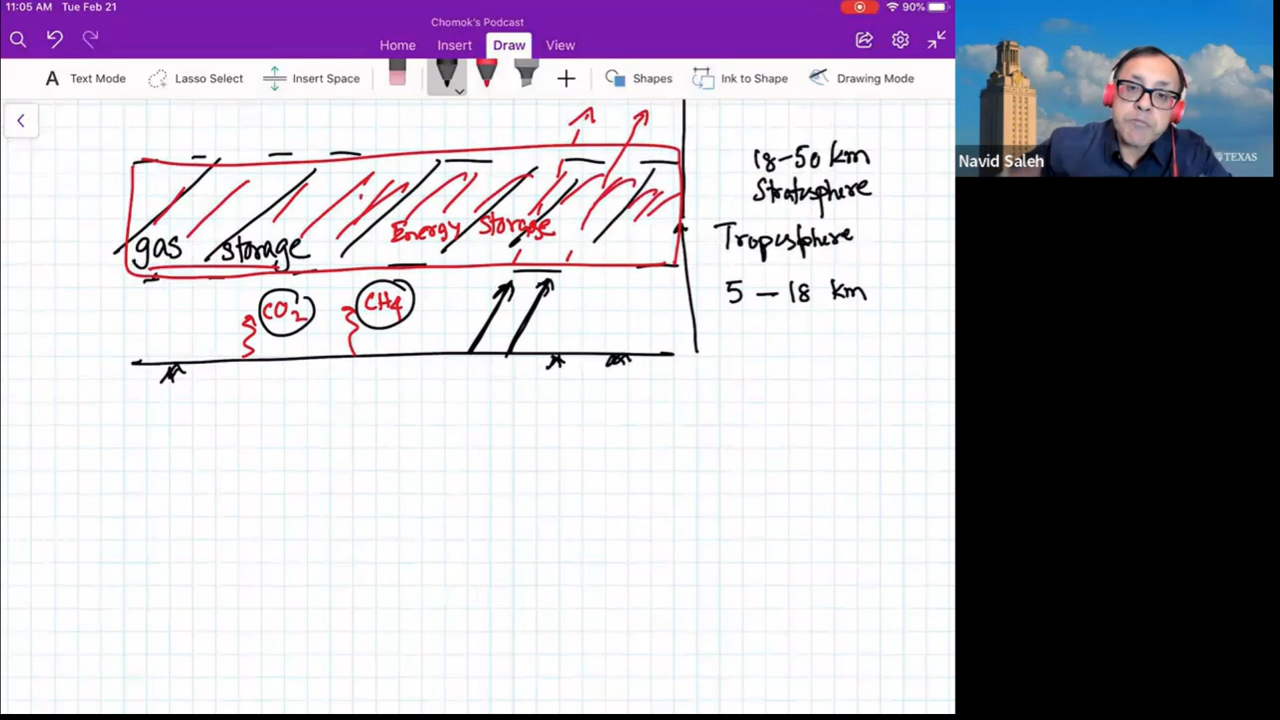 11:05 AM Tue Feb 21
90%
Chomok's Podcast
Home Insert Draw View
Text Mode Lasso Select Insert Space Shapes Ink to Shape Drawing Mode
18-50 km
Stratosphere
Troposphere
5 - 18 km
gas storage
Energy Storage
CO2
CH4
Navid Saleh
TEXAS